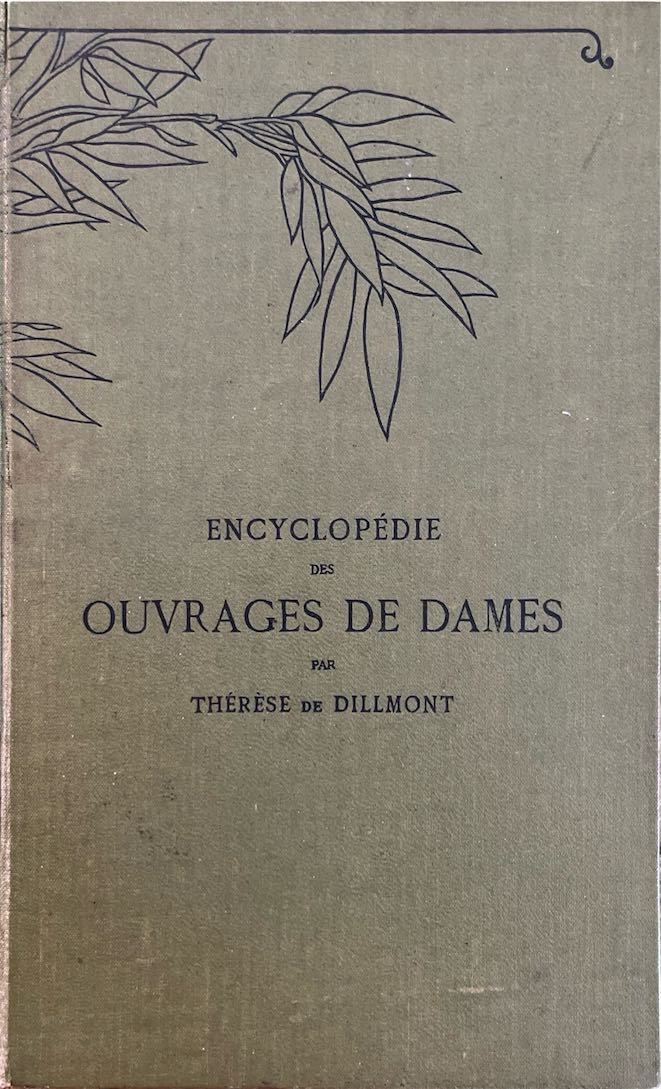 ENCYCLOPÉDIE
DES
OUVRAGES DE DAMES
PAR
THÉRÈSE DE DILLMONT